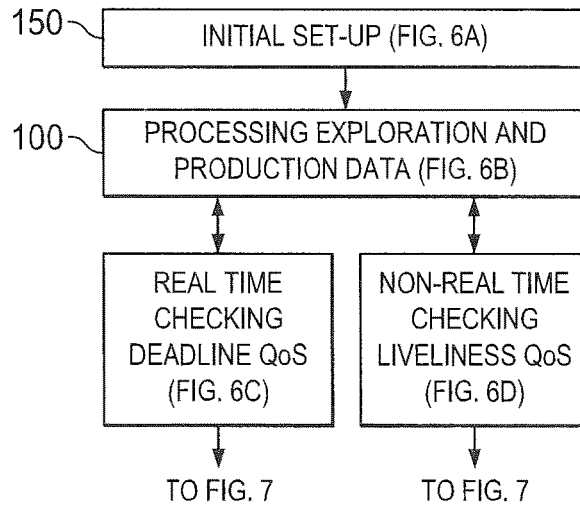 150
INITIAL SET-UP (FIG. 6A)
100
PROCESSING EXPLORATION AND
PRODUCTION DATA (FIG. 6B)
REAL TIME
CHECKING
DEADLINE QoS
(FIG. 6C)
NON-REAL TIME
CHECKING
LIVELINESS QoS
(FIG. 6D)
TO FIG. 7
TO FIG. 7